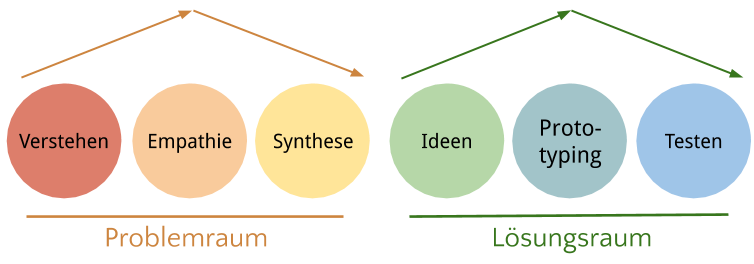 Verstehen
Empathie
Synthese
Ideen
Proto-
typing
Testen
Problemraum
Lösungsraum